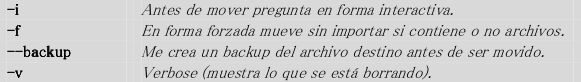 -i Antes de mover pregunta en forma interactiva.
-f En forma forzada mueve sin importar si contiene o no archivos.
--backup Me crea un backup del archivo destino antes de ser movido.
-v Verbose (muestra lo que se está borrando).